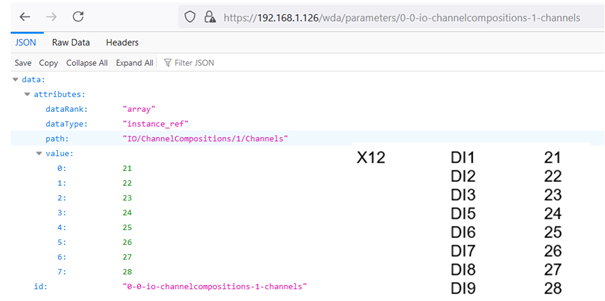 https://192.168.1.126/wda/parameters/0-0-io-channelcompositions-1-channels
JSON Raw Data Headers
Save Copy Collapse All Expand All Filter JSON
data:
attributes:
dataRank: "array"
dataType: "instance_ref"
path: "IO/ChannelCompositions/1/Channels"
value:
0: 21
1: 22
2: 23
3: 24
4: 25
5: 26
6: 27
7: 28
id: "0-0-io-channelcompositions-1-channels"
X12 DI1 21
DI2 22
DI3 23
DI5 24
DI6 25
DI7 26
DI8 27
DI9 28